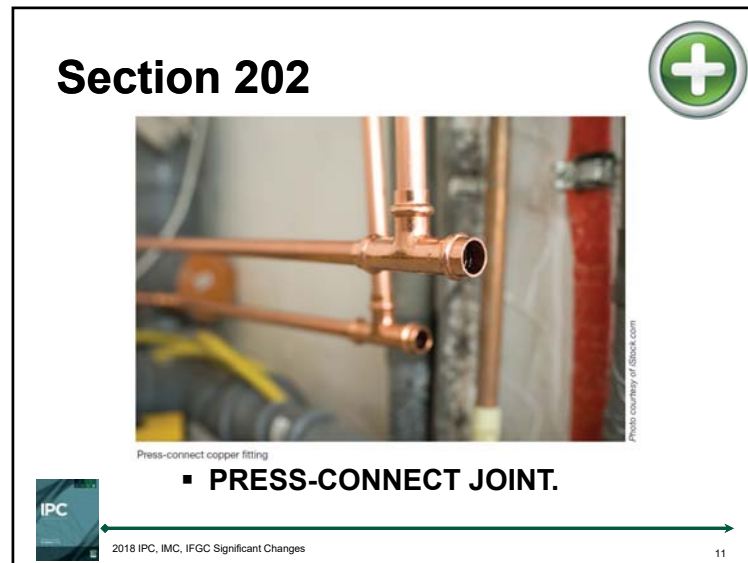 Section 202
Photo courtesy of iStock.com
Press-connect copper fitting
▪ PRESS-CONNECT JOINT.
IPC
2018 IPC, IMC, IFGC Significant Changes
11